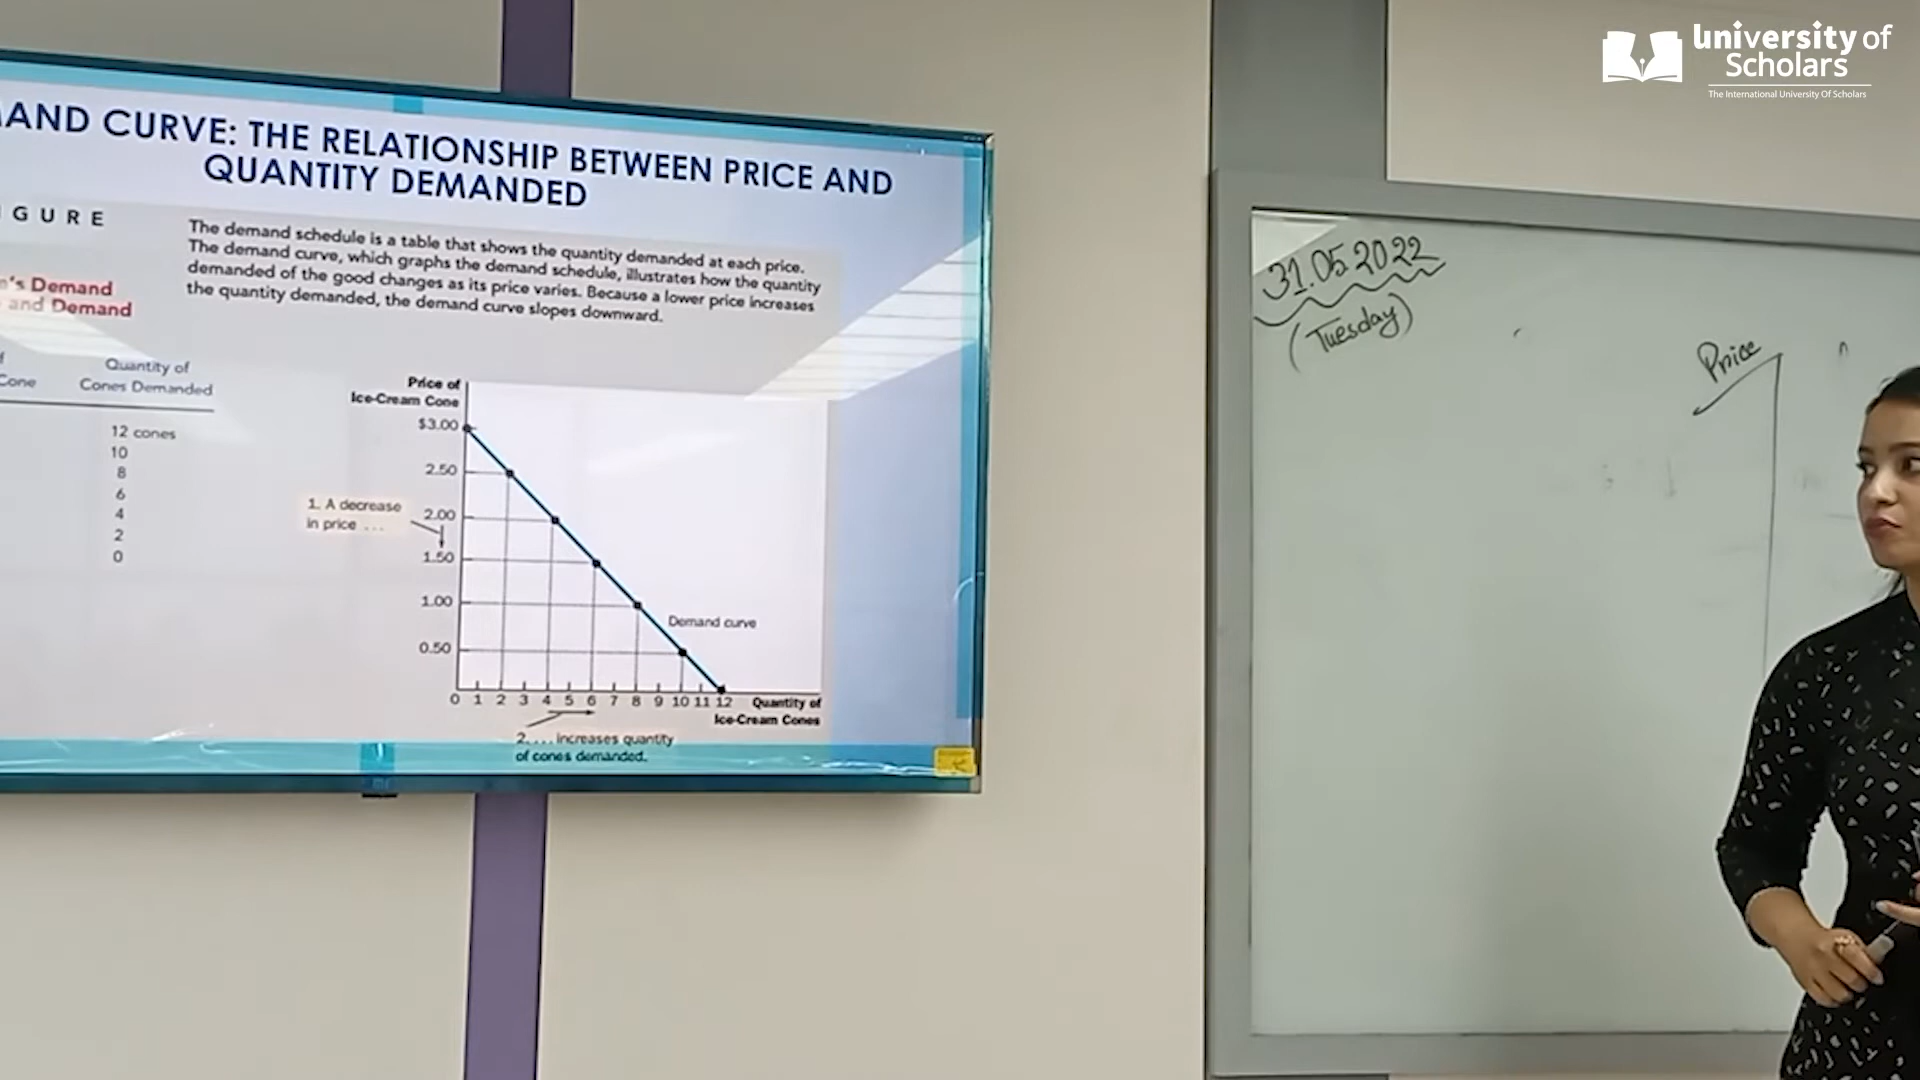 university of
Scholars
The International University Of Scholars
CURVE: THE RELATIONSHIP BETWEEN PRICE AND
QUANTITY DEMANDED
The demand schedule is a table that shows the quantity demanded at each price.
The demand curve, which graphs the demand schedule, illustrates how the quantity
demanded of the good changes as its price varies. Because a lower price increases
the quantity demanded, the demand curve slopes downward.
Demand
and Demand
Cone
Quantity of
Cones Demanded
12 cones
10
8
6
4
2
0
Price of
Ice-Cream Cone
$3.00
2.50
2.00
1.50
1.00
0.50
1. A decrease
in price ...
Demand curve
0 1 2 3 4 5 6 7 8 9 10 11 12
Quantity of
Ice-Cream Cones
2. ... increases quantity
of cones demanded.
31.05.2022
(Tuesday)
Price